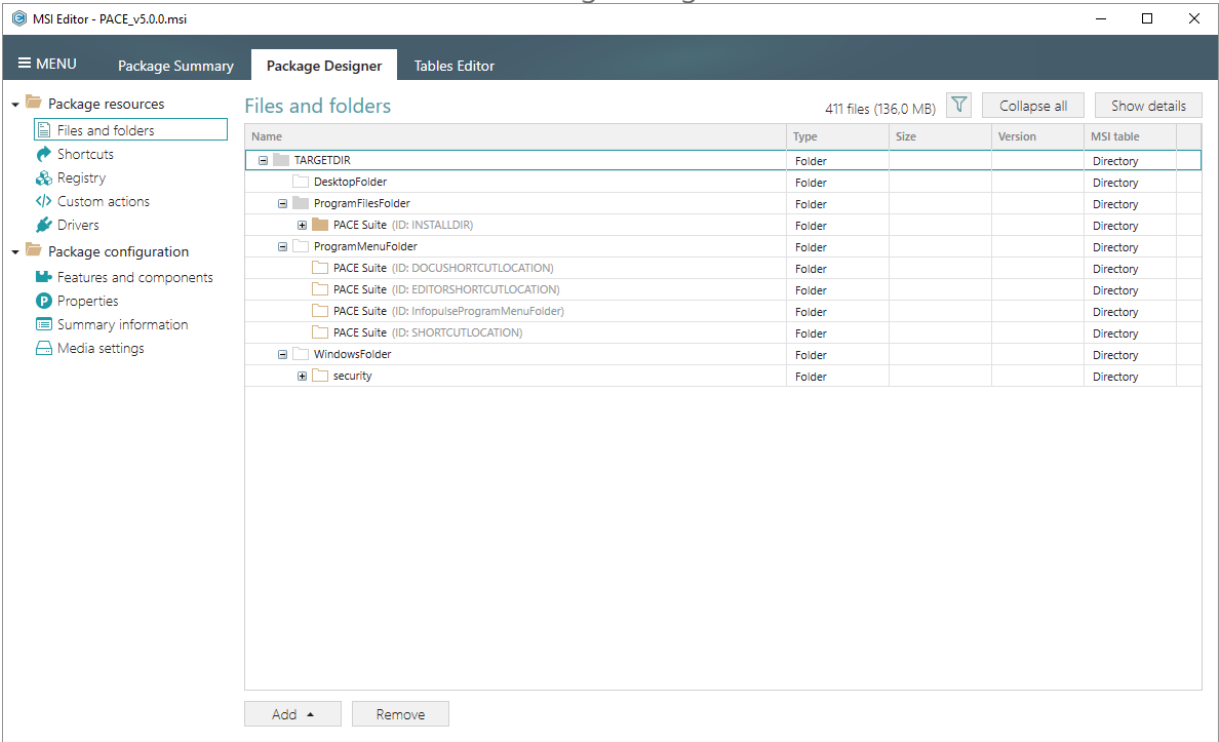 MSI Editor - PACE_v5.0.0.msi
MENU Package Summary Package Designer Tables Editor
Package resources
Files and folders
Shortcuts
Registry
Custom actions
Drivers
Package configuration
Features and components
Properties
Summary information
Media settings
Files and folders 411 files (136,0 MB) Collapse all Show details
Name Type Size Version MSI table
TARGETDIR Folder Directory
DesktopFolder Folder Directory
ProgramFilesFolder Folder Directory
PACE Suite (ID: INSTALLDIR) Folder Directory
ProgramMenuFolder Folder Directory
PACE Suite (ID: DOCUSHORTCUTLOCATION) Folder Directory
PACE Suite (ID: EDITORSHORTCUTLOCATION) Folder Directory
PACE Suite (ID: InfopulseProgramMenuFolder) Folder Directory
PACE Suite (ID: SHORTCUTLOCATION) Folder Directory
WindowsFolder Folder Directory
security Folder Directory
Add Remove